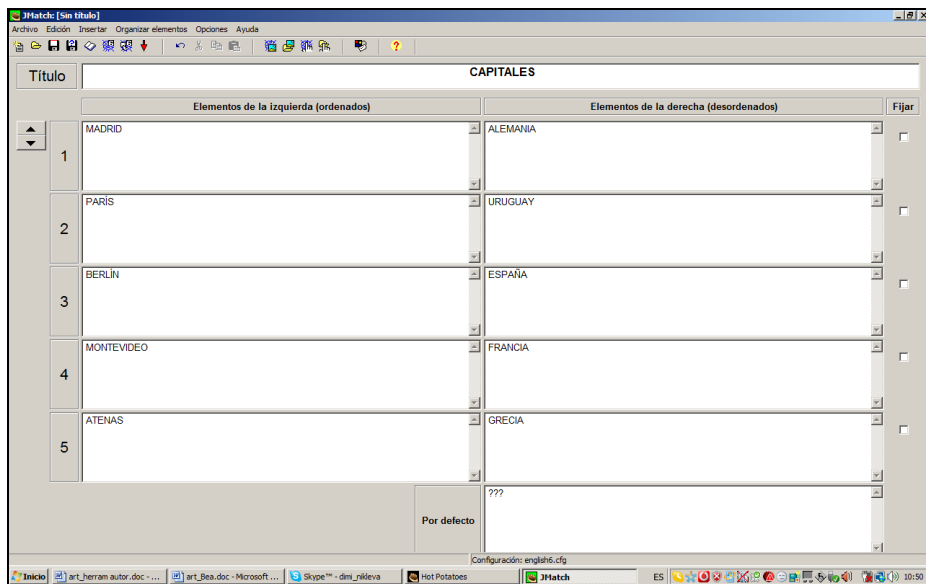 JMatch: [Sin título]
Archivo Edición Insertar Organizar elementos Opciones Ayuda
Título CAPITALES
Elementos de la izquierda (ordenados) Elementos de la derecha (desordenados) Fijar
1 MADRID ALEMANIA
2 PARÍS URUGUAY
3 BERLÍN ESPAÑA
4 MONTEVIDEO FRANCIA
5 ATENAS GRECIA
Por defecto ???
Configuración: english6.cfg
Inicio art_herram autor.doc - ... art_Bea.doc - Microsoft ... Skype™ - dimi_nikleva Hot Potatoes JMatch ES 10:50